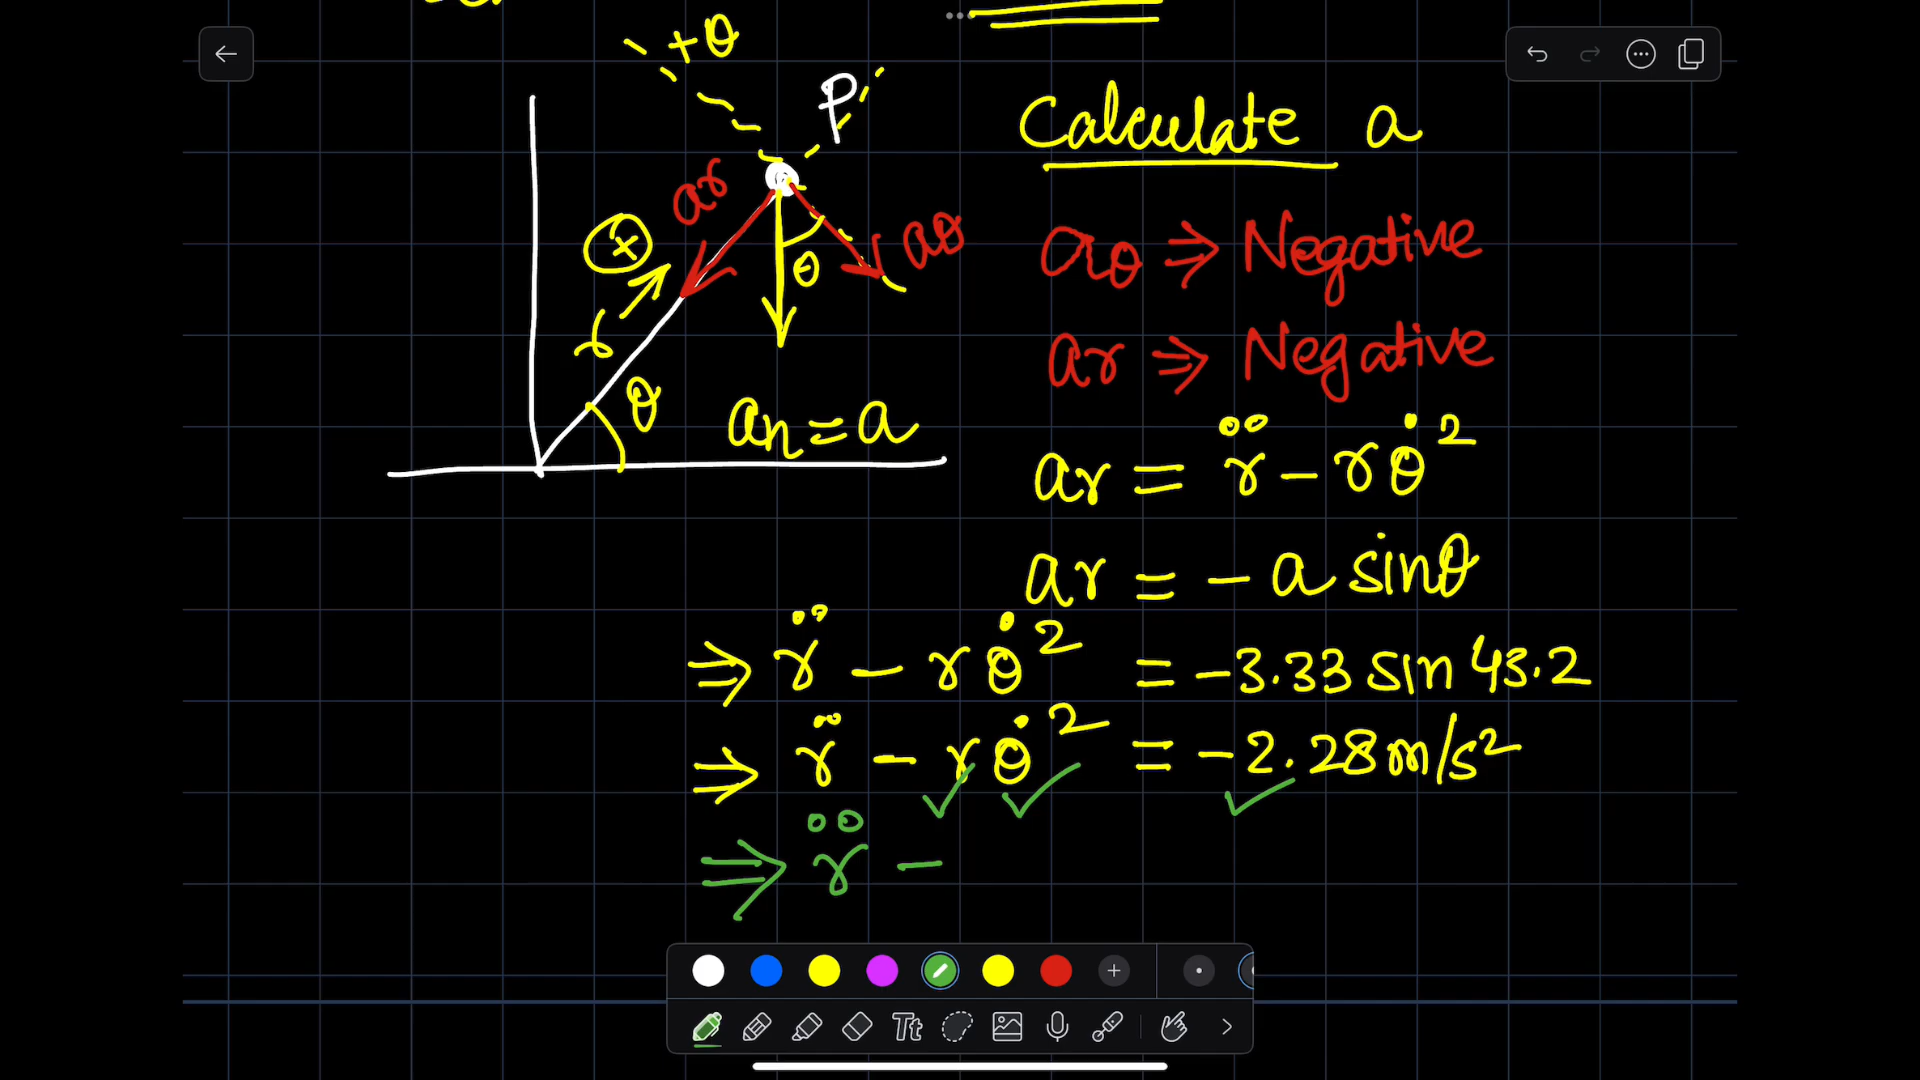 +θ
P
Calculate a
ar
aθ
+
θ
r
θ
an = a
aθ ⇒ Negative
ar ⇒ Negative
ar = r̈ - rθ̇²
ar = - a sinθ
⇒ r̈ - rθ̇² = -3.33 sin 43.2
⇒ r̈ - rθ̇² = -2.28 m/s²
⇒ r̈ -
Tt